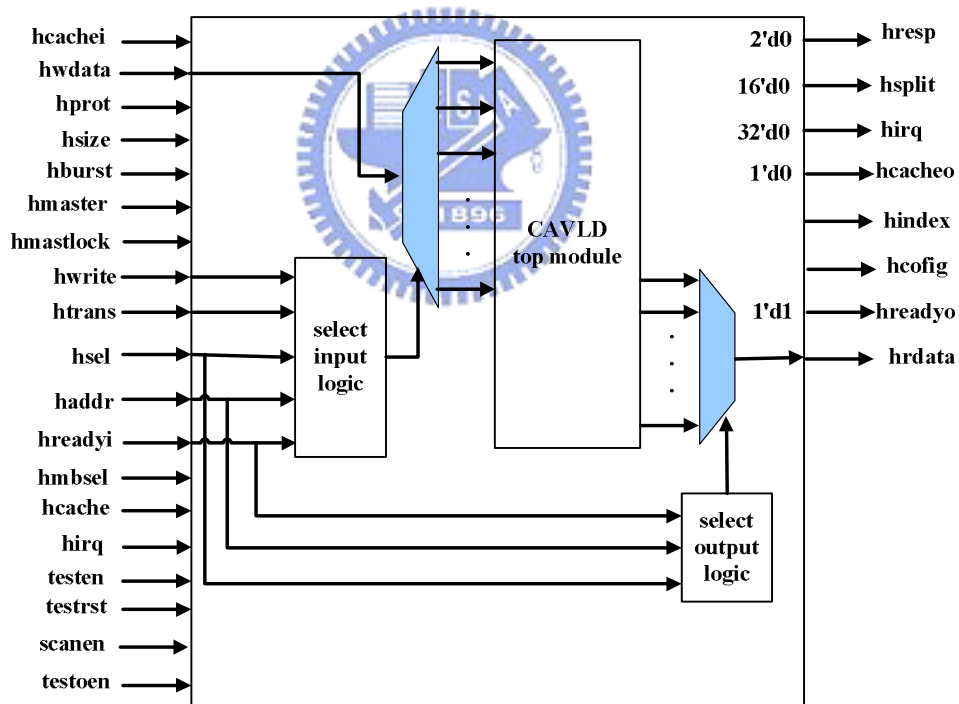 hcachei
hwdata
hprot
hsize
hburst
hmaster
hmastlock
hwrite
htrans
hsel
haddr
hreadyi
hmbsel
hcache
hirq
testen
testrst
scanen
testoen
select
input
logic
E
S
A
1896
CAVLD
top module
select
output
logic
2'd0
hresp
16'd0
hsplit
32'd0
hirq
1'd0
hcacheo
hindex
hcofig
1'd1
hreadyo
hrdata